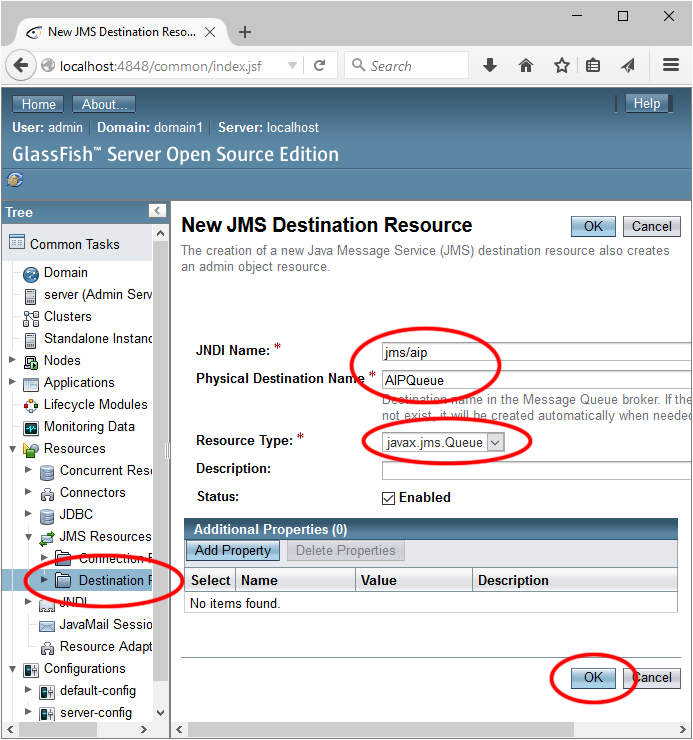 New JMS Destination Reso...
localhost:4848/common/index.jsf
Search
Home About...
Help
User: admin Domain: domain1 Server: localhost
GlassFish™ Server Open Source Edition
Tree
Common Tasks
Domain
server (Admin Serv
Clusters
Standalone Instanc
Nodes
Applications
Lifecycle Modules
Monitoring Data
Resources
Concurrent Reso
Connectors
JDBC
JMS Resources
Connection F
Destination R
JNDI
JavaMail Sessio
Resource Adapt
Configurations
default-config
server-config
New JMS Destination Resource
OK Cancel
The creation of a new Java Message Service (JMS) destination resource also creates
an admin object resource.
JNDI Name: * jms/aip
Physical Destination Name * AIPQueue
Destination name in the Message Queue broker. If the
not exist, it will be created automatically when needed
Resource Type: * javax.jms.Queue
Description:
Status: Enabled
Additional Properties (0)
Add Property Delete Properties
Select Name Value Description
No items found.
OK Cancel